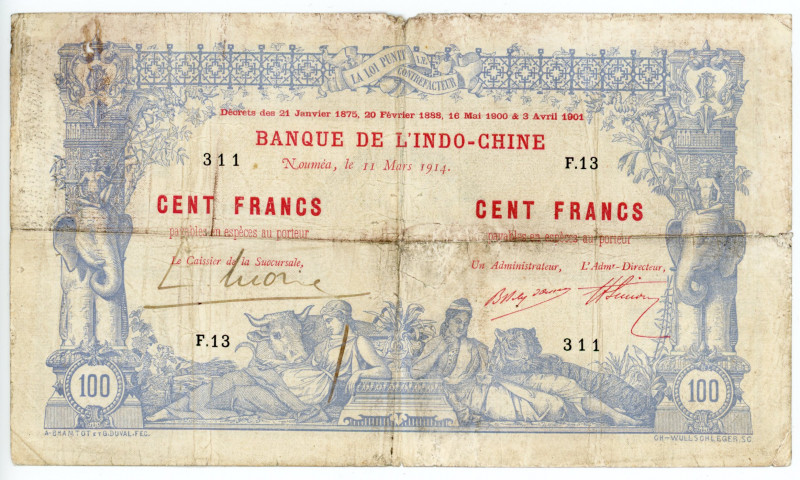 LA LOI PUNIT LE CONTREFACTEUR
Décrets des 21 Janvier 1875, 20 Février 1888, 16 Mai 1900 & 3 Avril 1901
BANQUE DE L'INDO-CHINE
311
F.13
Nouméa, le 11 Mars 1914.
CENT FRANCS
CENT FRANCS
payables en espèces au porteur
payables en espèces au porteur
Le Caissier de la Succursale,
Un Administrateur, L'Admr-Directeur,
F.13
311
100
100
A-BRAMTOT ET G.DUVAL-FEC.
CH-WULLSCHLEGER.SC.